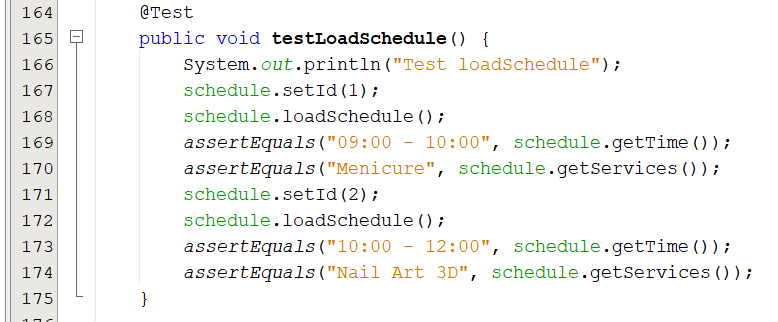 164 @Test
165 public void testLoadSchedule() {
166 System.out.println("Test loadSchedule");
167 schedule.setId(1);
168 schedule.loadSchedule();
169 assertEquals("09:00 - 10:00", schedule.getTime());
170 assertEquals("Menicure", schedule.getServices());
171 schedule.setId(2);
172 schedule.loadSchedule();
173 assertEquals("10:00 - 12:00", schedule.getTime());
174 assertEquals("Nail Art 3D", schedule.getServices());
175 }